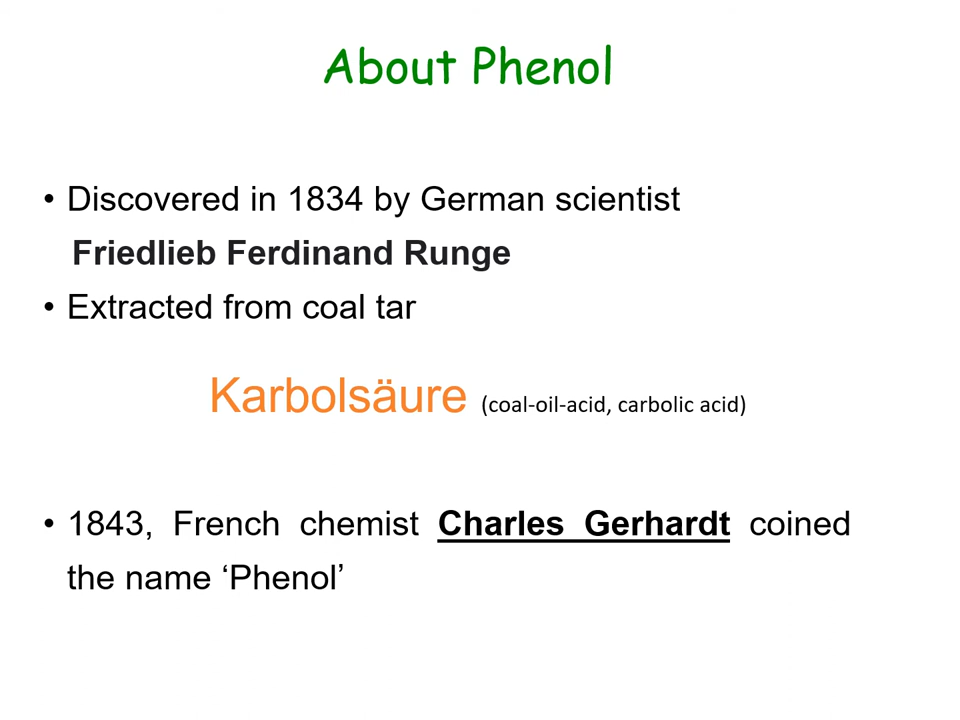 About Phenol
• Discovered in 1834 by German scientist
Friedlieb Ferdinand Runge
• Extracted from coal tar
Karbolsäure (coal-oil-acid, carbolic acid)
• 1843, French chemist Charles Gerhardt coined
the name ‘Phenol’